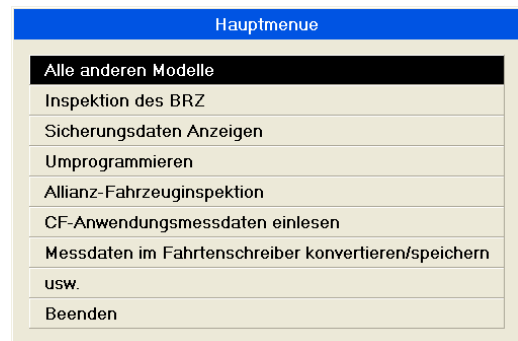 Hauptmenue
Alle anderen Modelle
Inspektion des BRZ
Sicherungsdaten Anzeigen
Umprogrammieren
Allianz-Fahrzeuginspektion
CF-Anwendungsmessdaten einlesen
Messdaten im Fahrtenschreiber konvertieren/speichern
usw.
Beenden